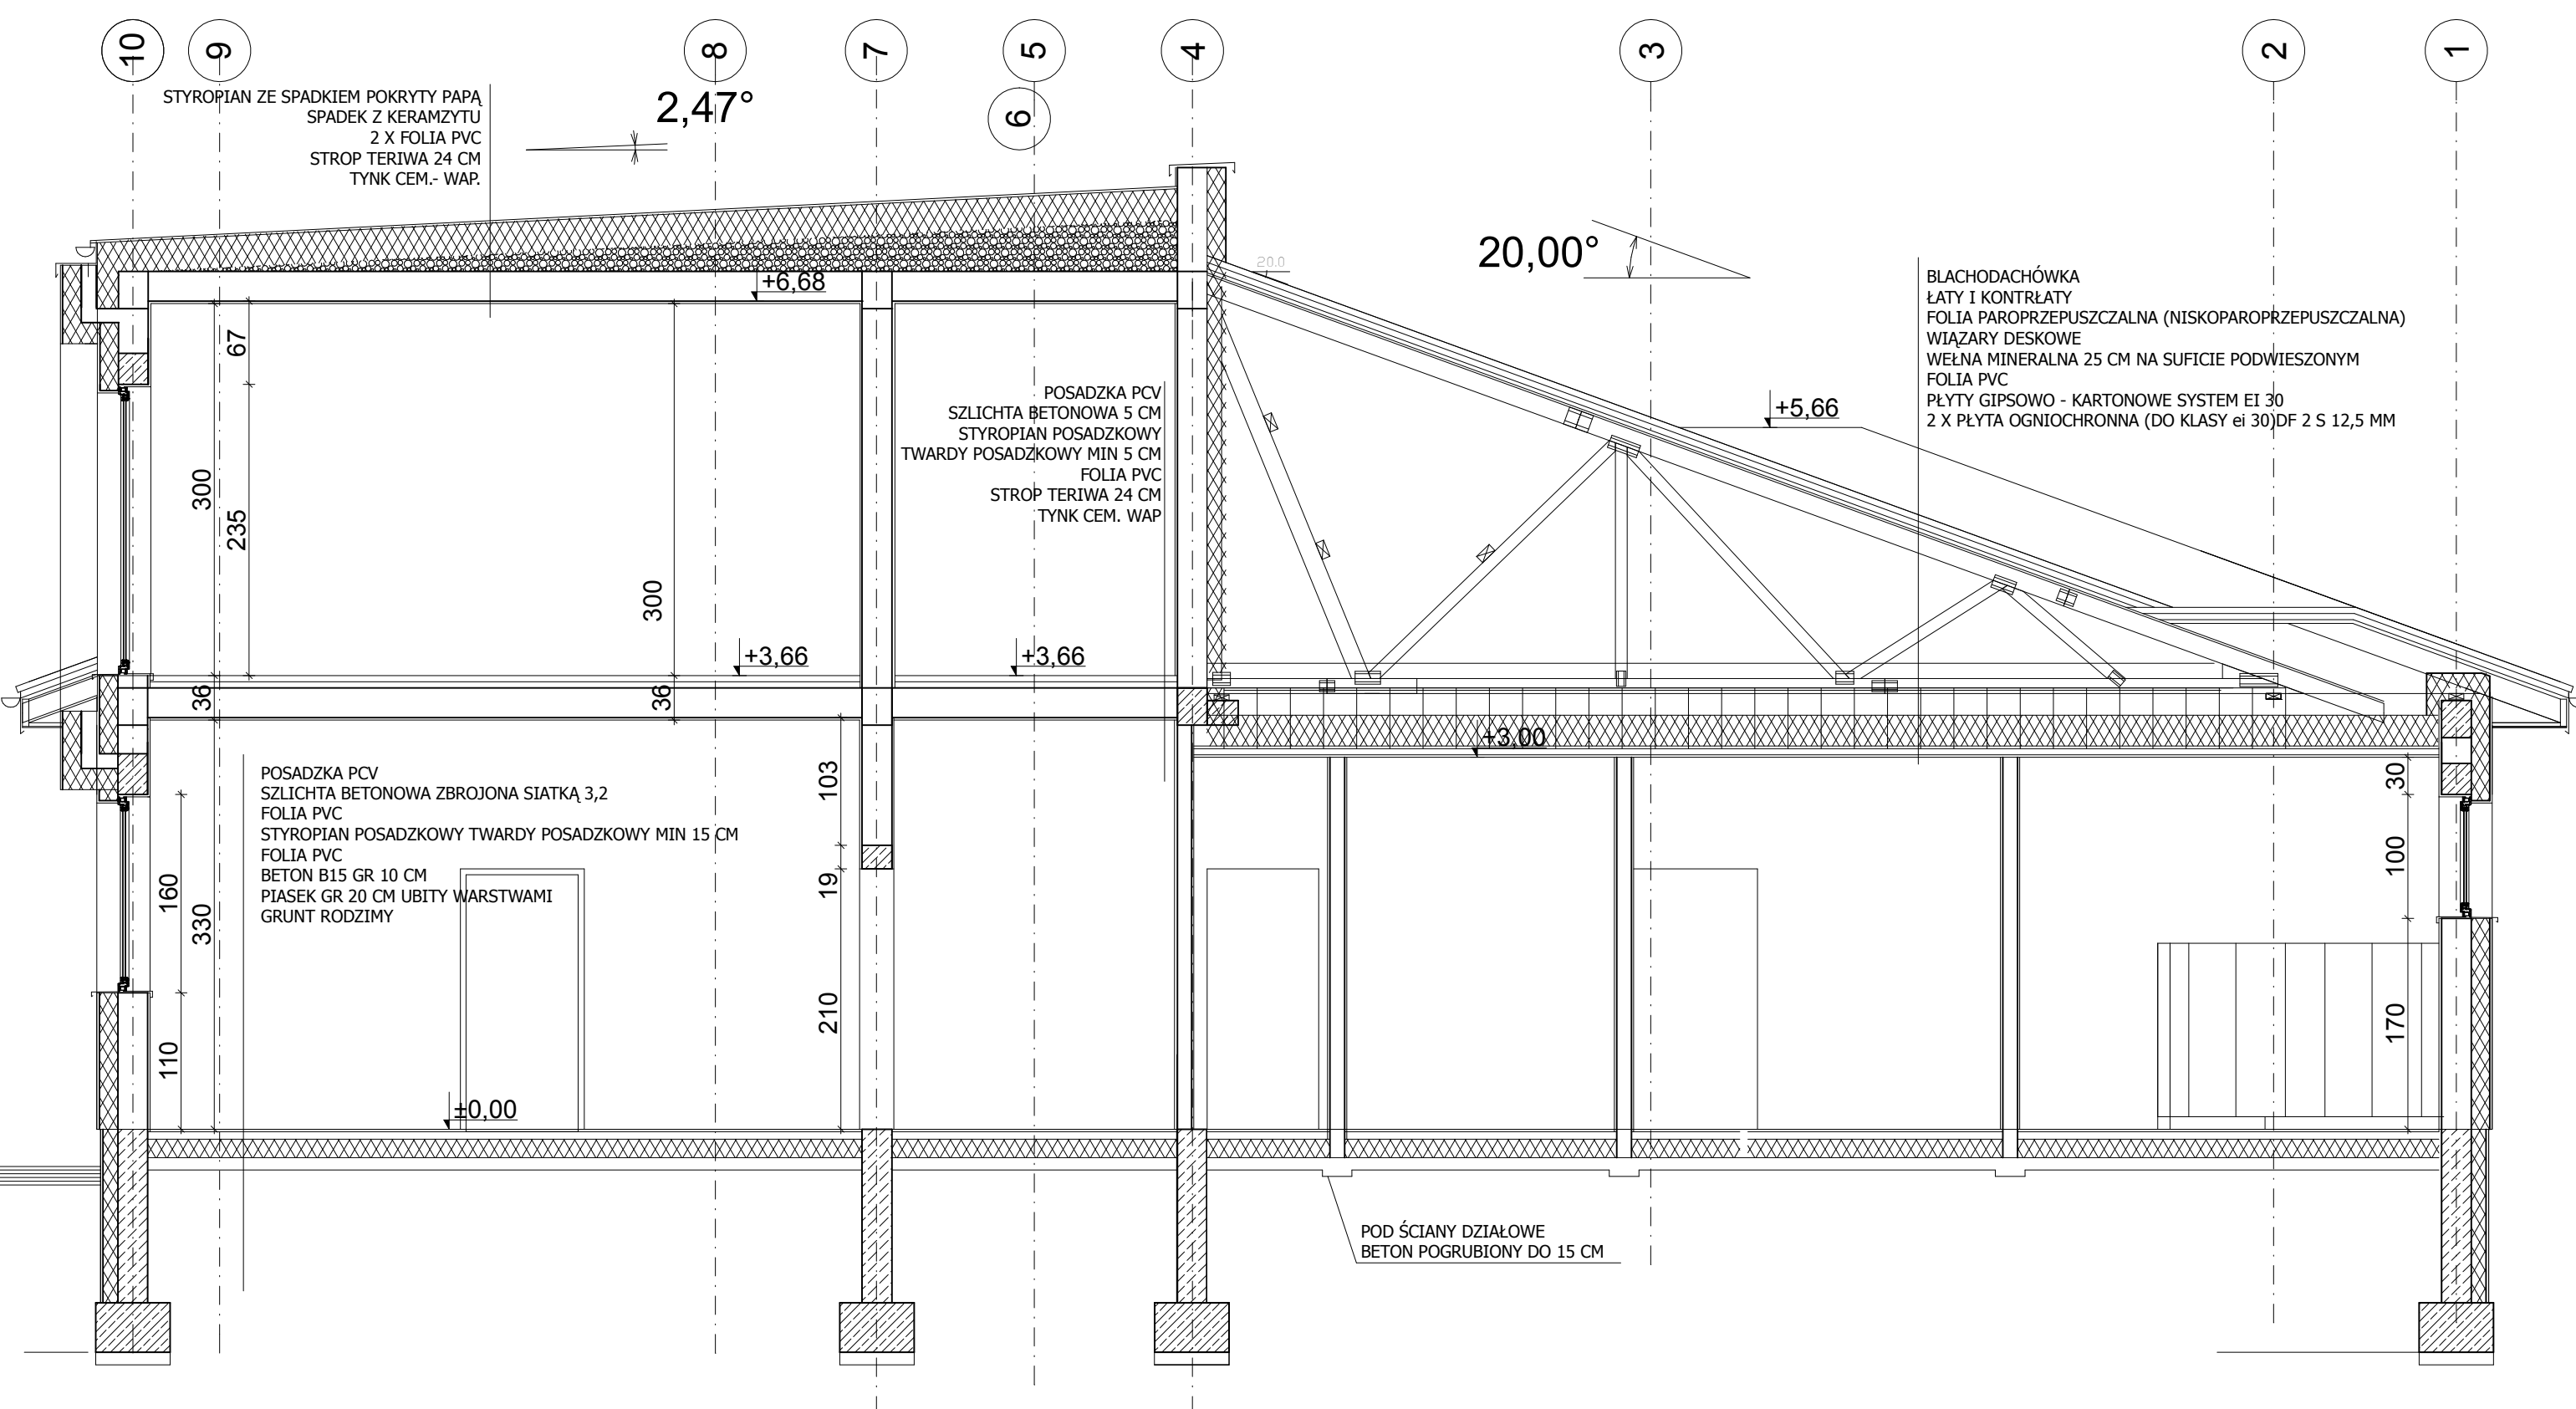 10
9
8
7
5
6
4
3
2
1
STYROPIAN ZE SPADKIEM POKRYTY PAPĄ
SPADEK Z KERAMZYTU
2 X FOLIA PVC
STROP TERIWA 24 CM
TYNK CEM.- WAP.
2,47°
20,00°
20.0
BLACHODACHÓWKA
ŁATY I KONTRŁATY
FOLIA PAROPRZEPUSZCZALNA (NISKOPAROPRZEPUSZCZALNA)
WIĄZARY DESKOWE
WEŁNA MINERALNA 25 CM NA SUFICIE PODWIESZONYM
FOLIA PVC
PŁYTY GIPSOWO - KARTONOWE SYSTEM EI 30
2 X PŁYTA OGNIOCHRONNA (DO KLASY ei 30)DF 2 S 12,5 MM
+6,68
+5,66
67
300
235
300
POSADZKA PCV
SZLICHTA BETONOWA 5 CM
STYROPIAN POSADZKOWY
TWARDY POSADZKOWY MIN 5 CM
FOLIA PVC
STROP TERIWA 24 CM
TYNK CEM. WAP
+3,66
+3,66
36
36
+3,00
POSADZKA PCV
SZLICHTA BETONOWA ZBROJONA SIATKĄ 3,2
FOLIA PVC
STYROPIAN POSADZKOWY TWARDY POSADZKOWY MIN 15 CM
FOLIA PVC
BETON B15 GR 10 CM
PIASEK GR 20 CM UBITY WARSTWAMI
GRUNT RODZIMY
160
330
110
103
19
210
30
100
170
±0,00
POD ŚCIANY DZIAŁOWE
BETON POGRUBIONY DO 15 CM